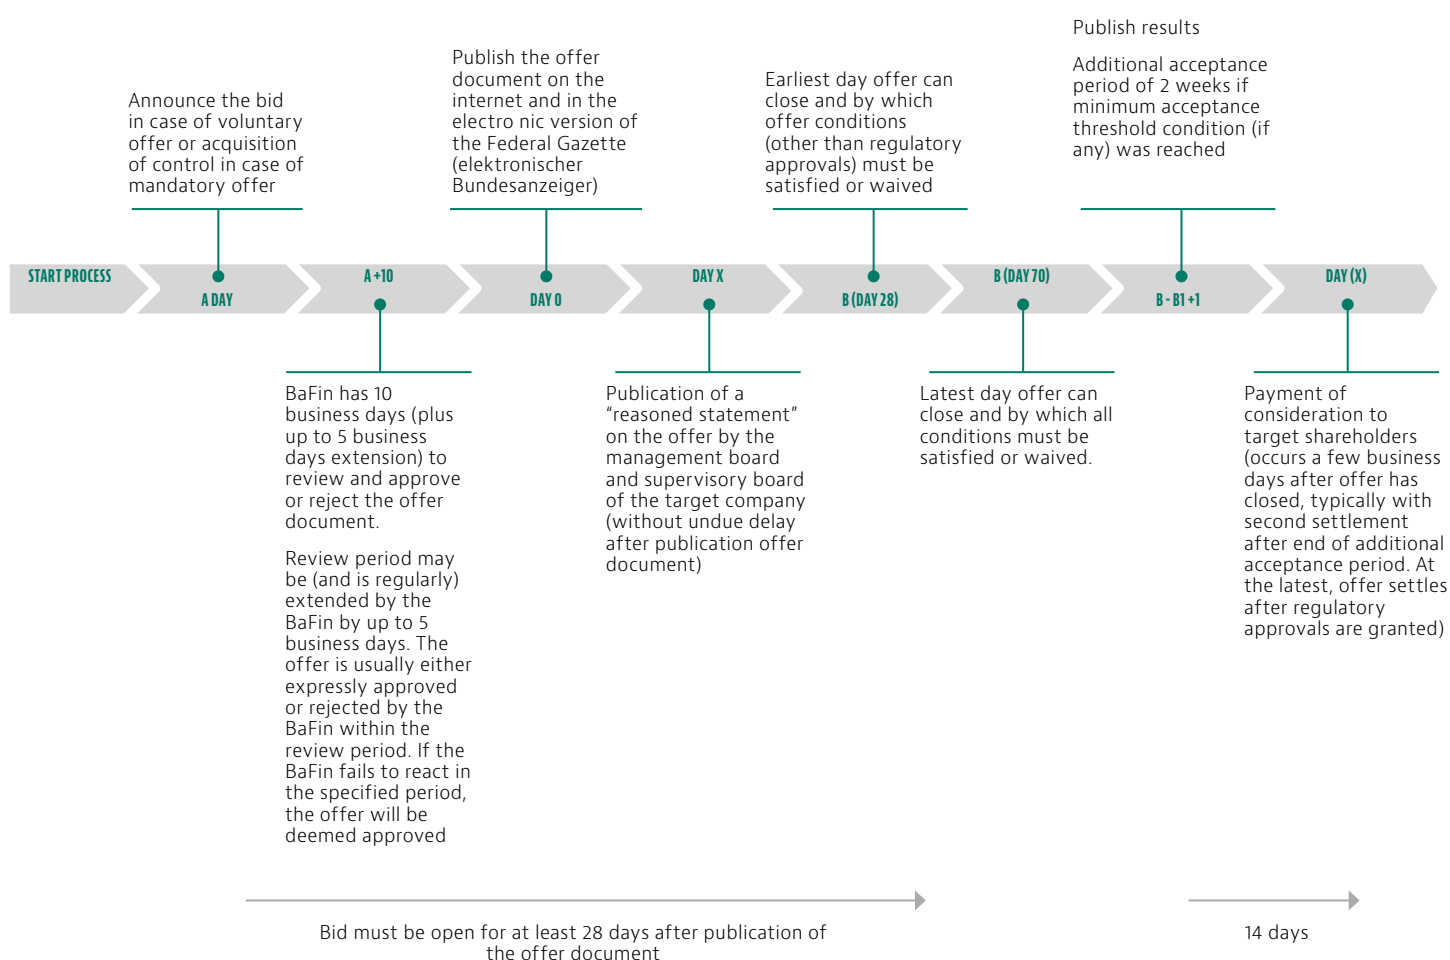 Publish results
Additional acceptance
period of 2 weeks if
minimum acceptance
threshold condition (if
any) was reached
Publish the offer
document on the
internet and in the
electro nic version of
the Federal Gazette
(elektronischer
Bundesanzeiger)
Earliest day offer can
close and by which
offer conditions
(other than regulatory
approvals) must be
satisfied or waived
Announce the bid
in case of voluntary
offer or acquisition
of control in case of
mandatory offer
START PROCESS
A DAY
A +10
DAY 0
DAY X
B (DAY 28)
B (DAY 70)
B - B1 +1
DAY (X)
BaFin has 10
business days (plus
up to 5 business
days extension) to
review and approve
or reject the offer
document.
Review period may
be (and is regularly)
extended by the
BaFin by up to 5
business days. The
offer is usually either
expressly approved
or rejected by the
BaFin within the
review period. If the
BaFin fails to react in
the specified period,
the offer will be
deemed approved
Publication of a
“reasoned statement”
on the offer by the
management board
and supervisory board
of the target company
(without undue delay
after publication offer
document)
Latest day offer can
close and by which all
conditions must be
satisfied or waived.
Payment of
consideration to
target shareholders
(occurs a few business
days after offer has
closed, typically with
second settlement
after end of additional
acceptance period. At
the latest, offer settles
after regulatory
approvals are granted)
Bid must be open for at least 28 days after publication of
the offer document
14 days